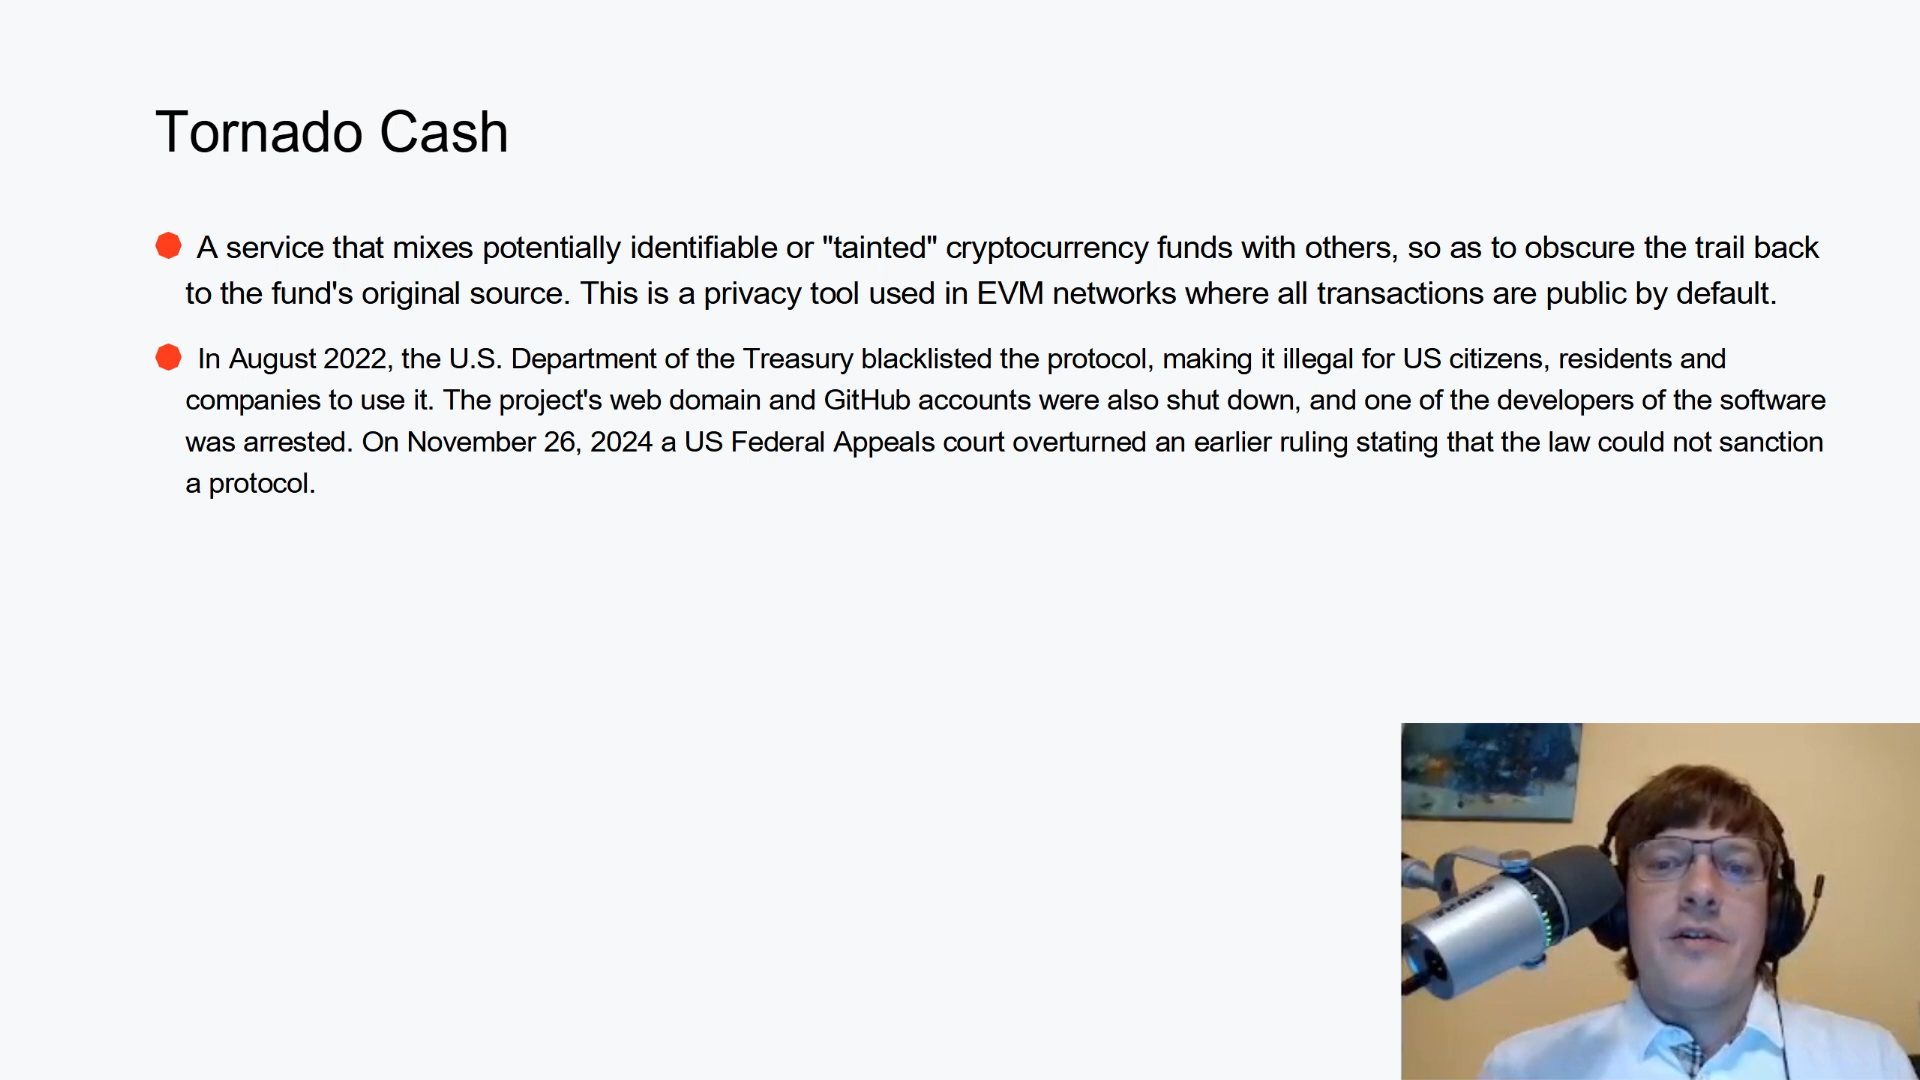 Tornado Cash
A service that mixes potentially identifiable or "tainted" cryptocurrency funds with others, so as to obscure the trail back
to the fund's original source. This is a privacy tool used in EVM networks where all transactions are public by default.
In August 2022, the U.S. Department of the Treasury blacklisted the protocol, making it illegal for US citizens, residents and
companies to use it. The project's web domain and GitHub accounts were also shut down, and one of the developers of the software
was arrested. On November 26, 2024 a US Federal Appeals court overturned an earlier ruling stating that the law could not sanction
a protocol.
SHURE